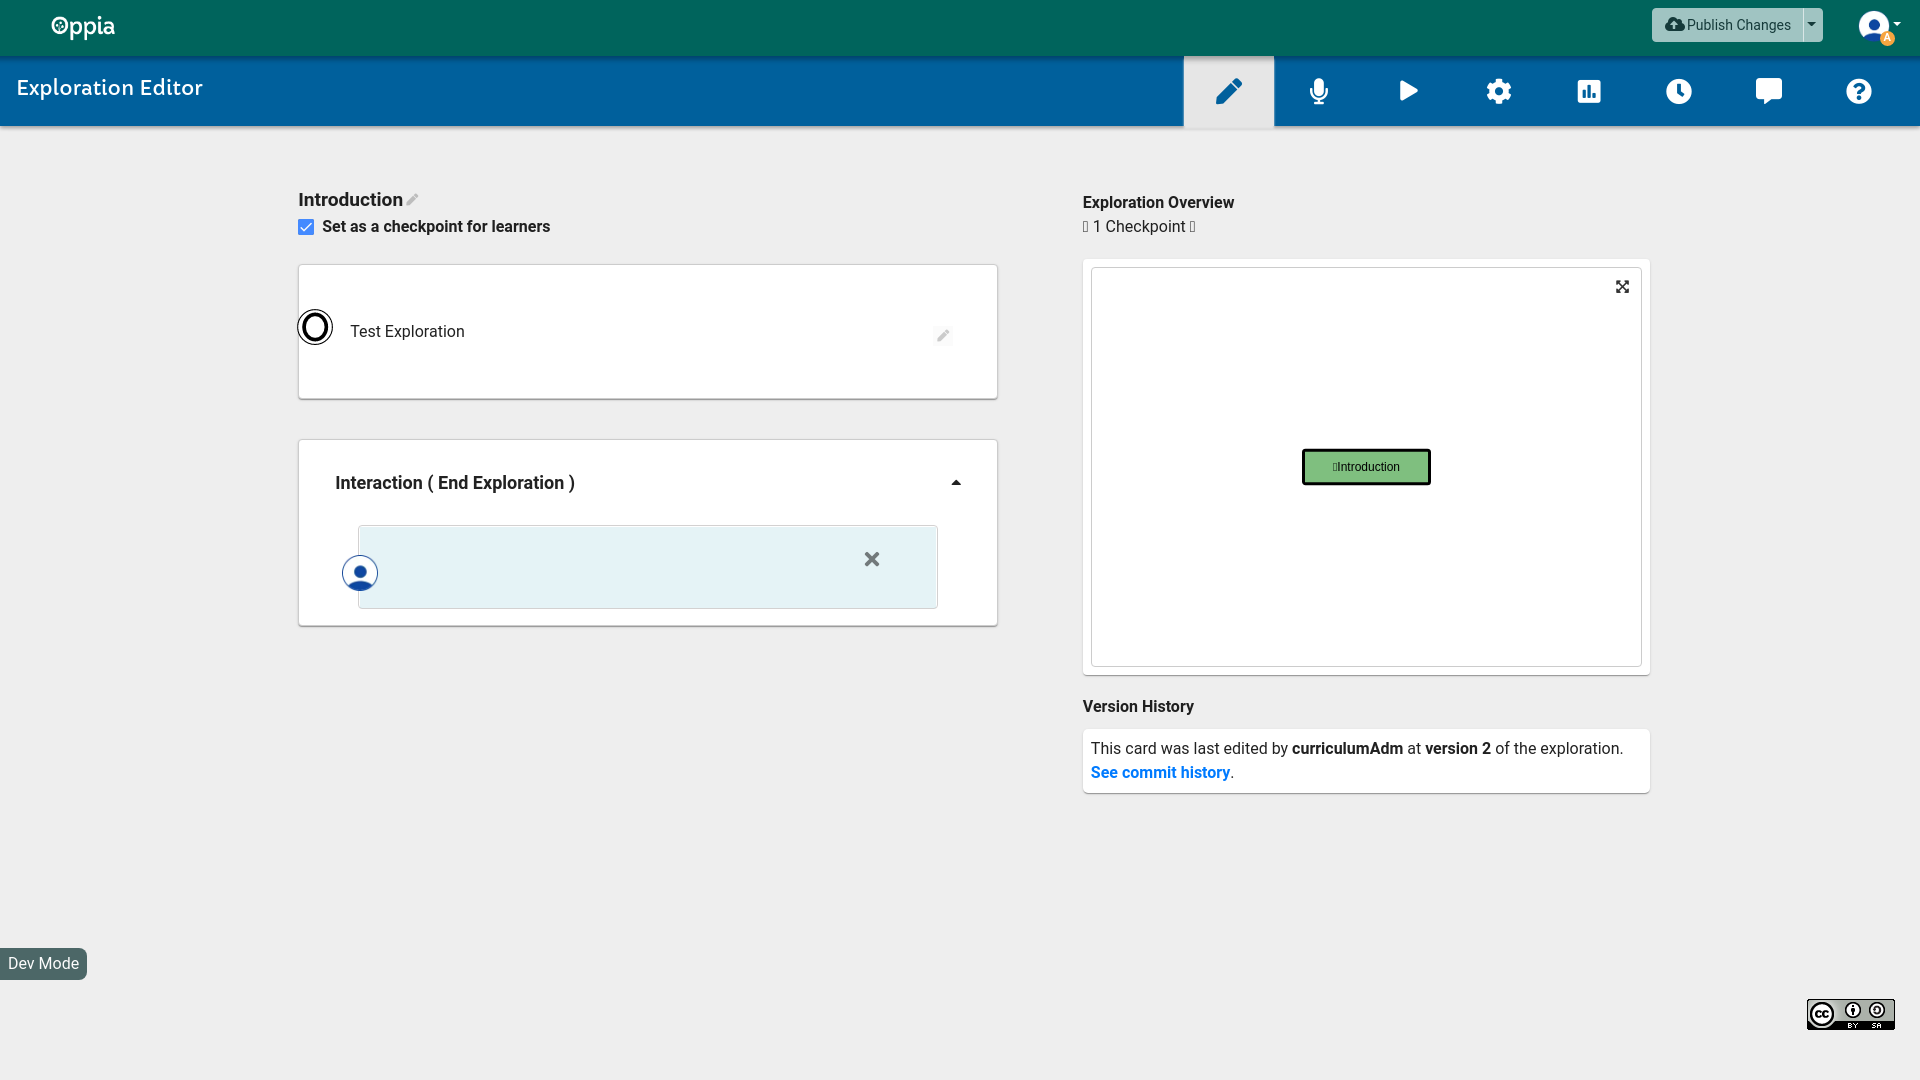 Oppia
Publish Changes
A
Exploration Editor
Introduction
Set as a checkpoint for learners
Test Exploration
Interaction ( End Exploration )
Exploration Overview
1 Checkpoint
Introduction
Version History
This card was last edited by curriculumAdm at version 2 of the exploration.
See commit history.
Dev Mode
cc BY SA